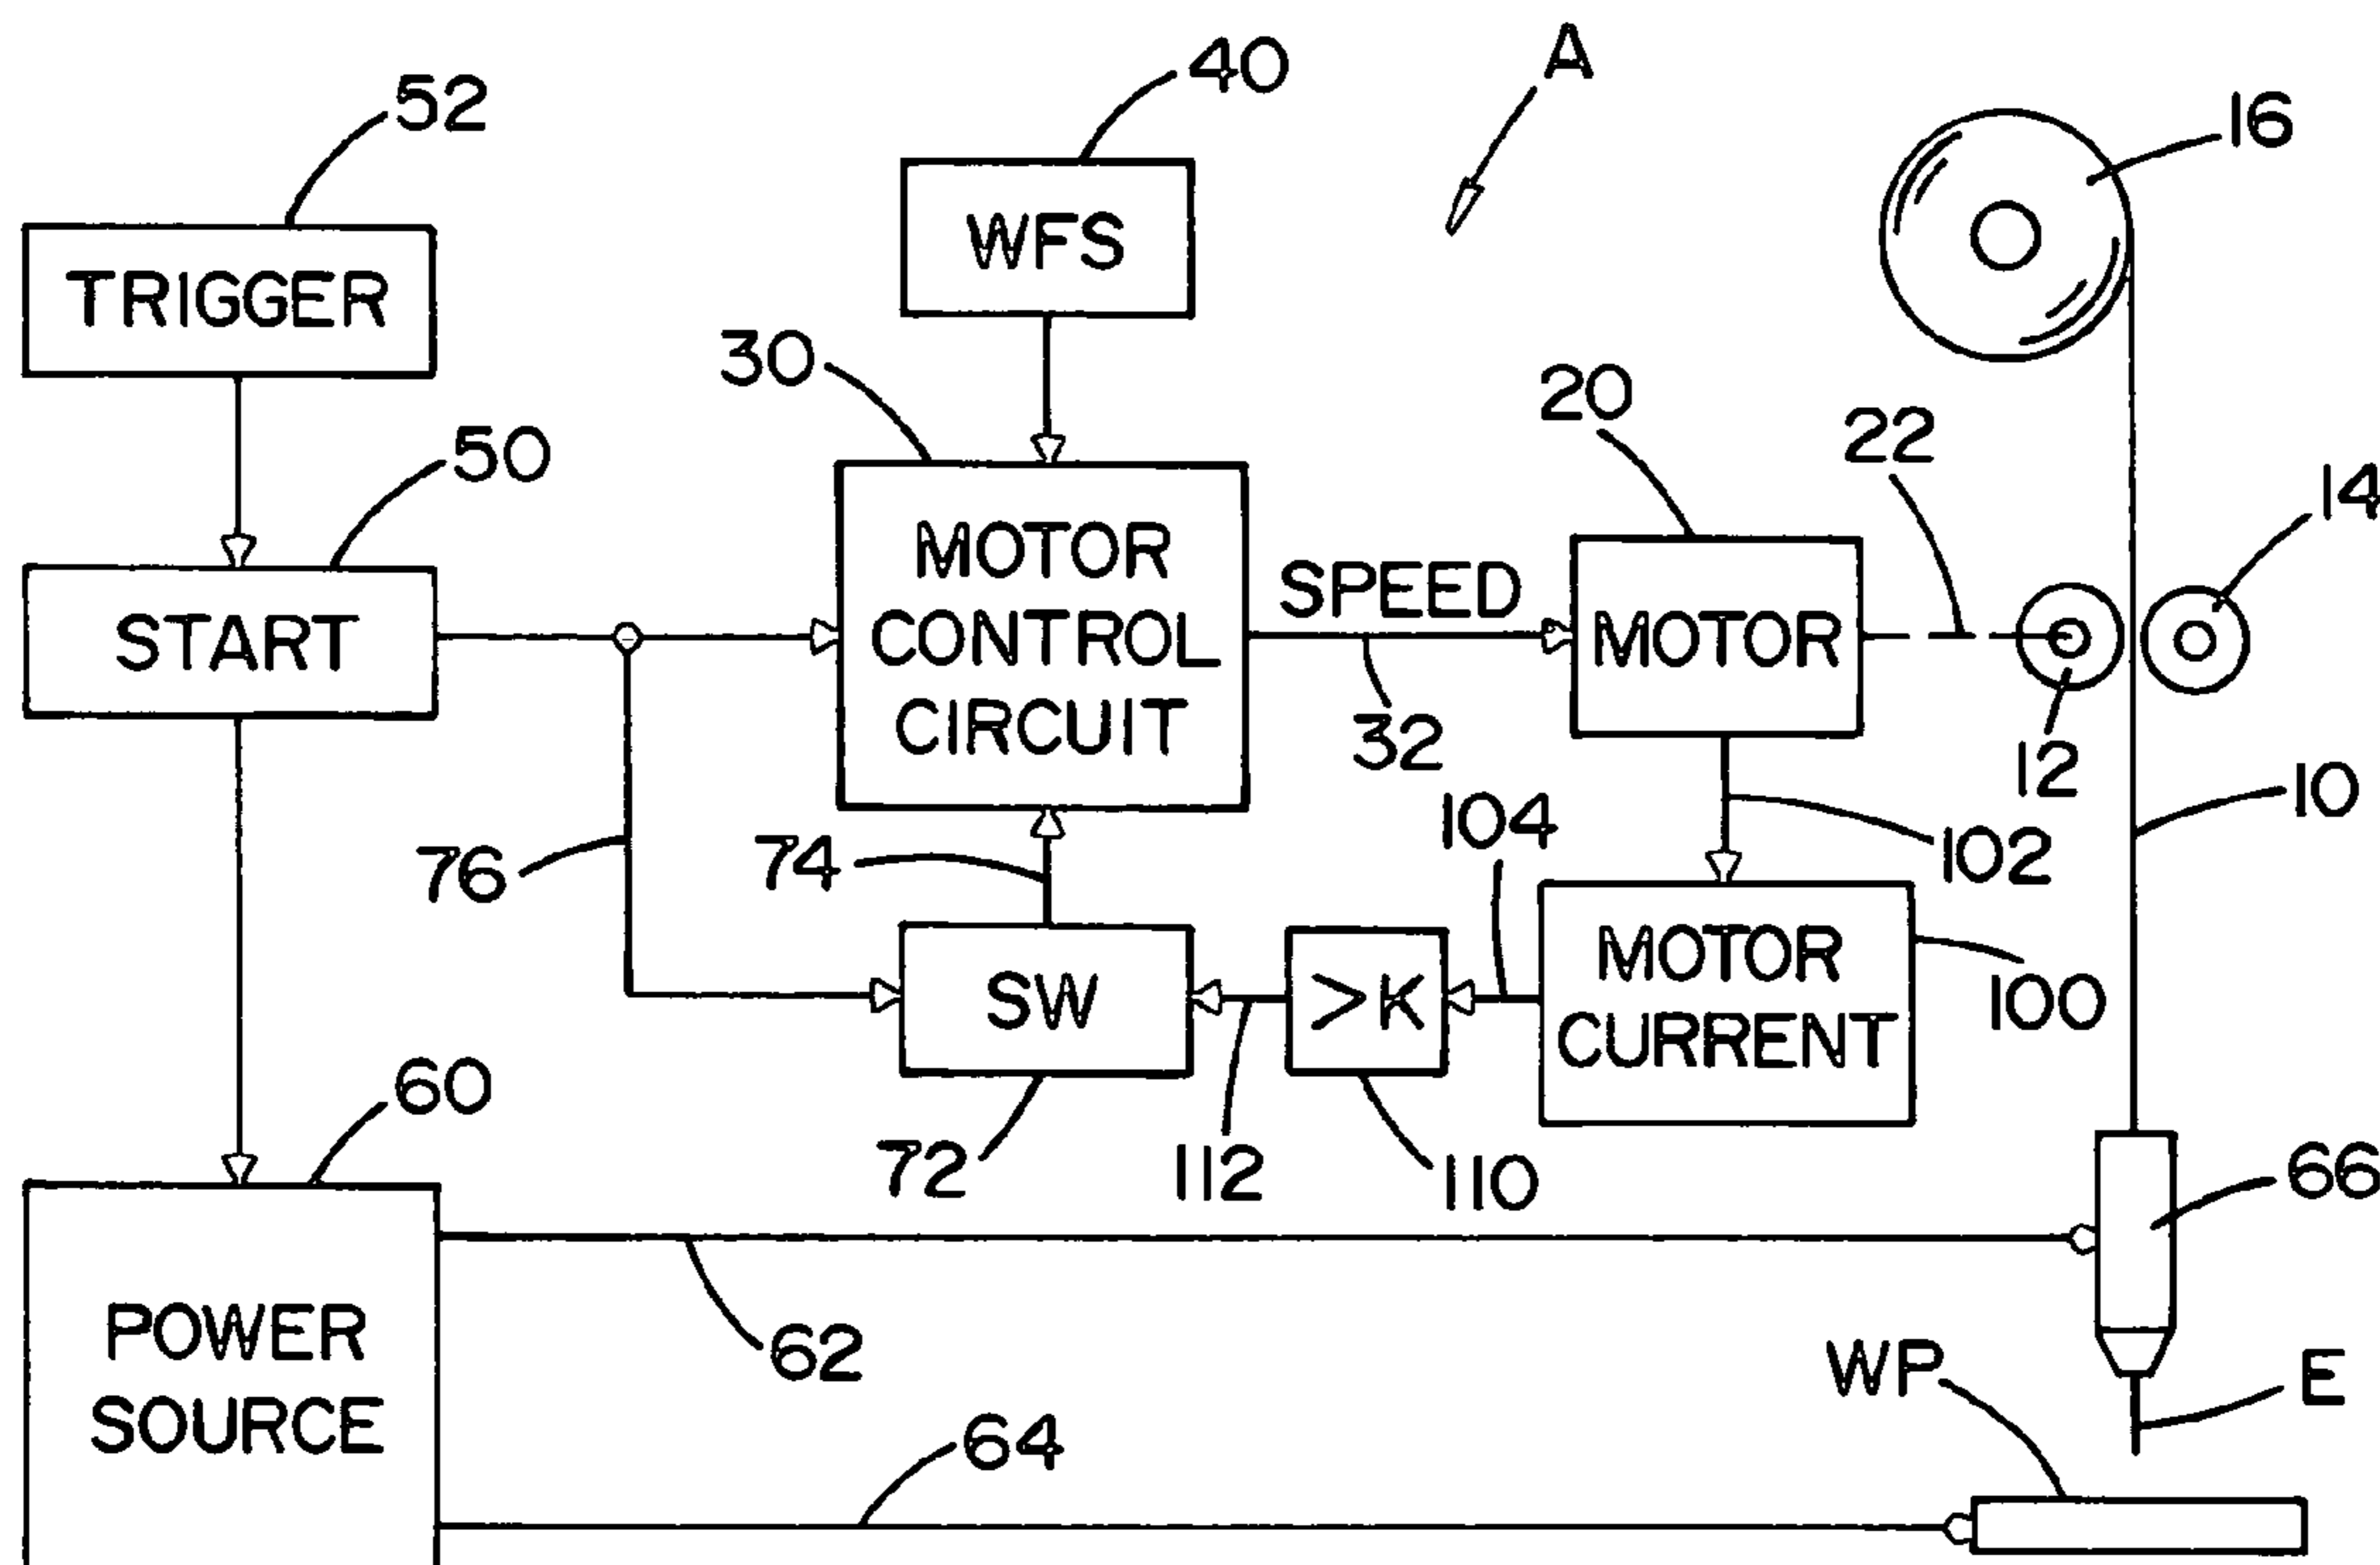 A
40
52
16
WFS
TRIGGER
30
20
22
50
14
MOTOR
CONTROL
CIRCUIT
SPEED
START
MOTOR
32
12
10
104
76
74
102
MOTOR
CURRENT
SW
>K
100
60
72
112
110
66
POWER
SOURCE
62
WP
E
64